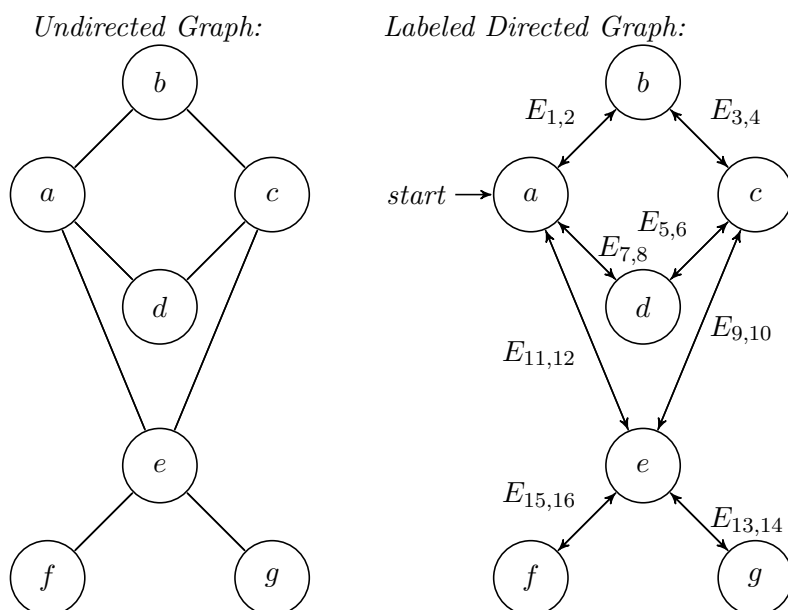 Undirected Graph:
b
a
c
d
e
f
g
Labeled Directed Graph:
b
E1,2
E3,4
start
a
c
E5,6
E7,8
d
E9,10
E11,12
e
E15,16
E13,14
f
g